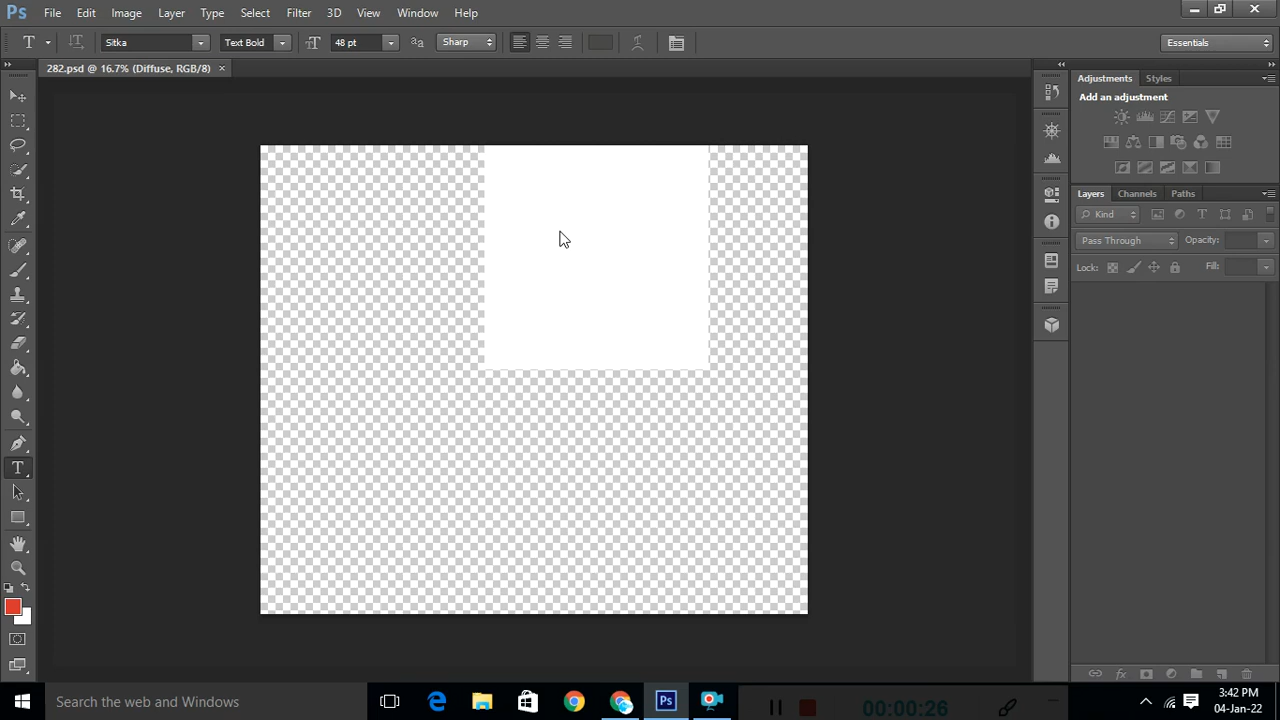 Ps File Edit Image Layer Type Select Filter 3D View Window Help
T Sitka Text Bold 48 pt aa Sharp Essentials
282.psd @ 16.7% (Diffuse, RGB/8) ×
Adjustments Styles
Add an adjustment
Layers Channels Paths
Kind
Pass Through Opacity:
Lock: Fill:
T
Search the web and Windows
Ps
00:00:26
3:42 PM
04-Jan-22